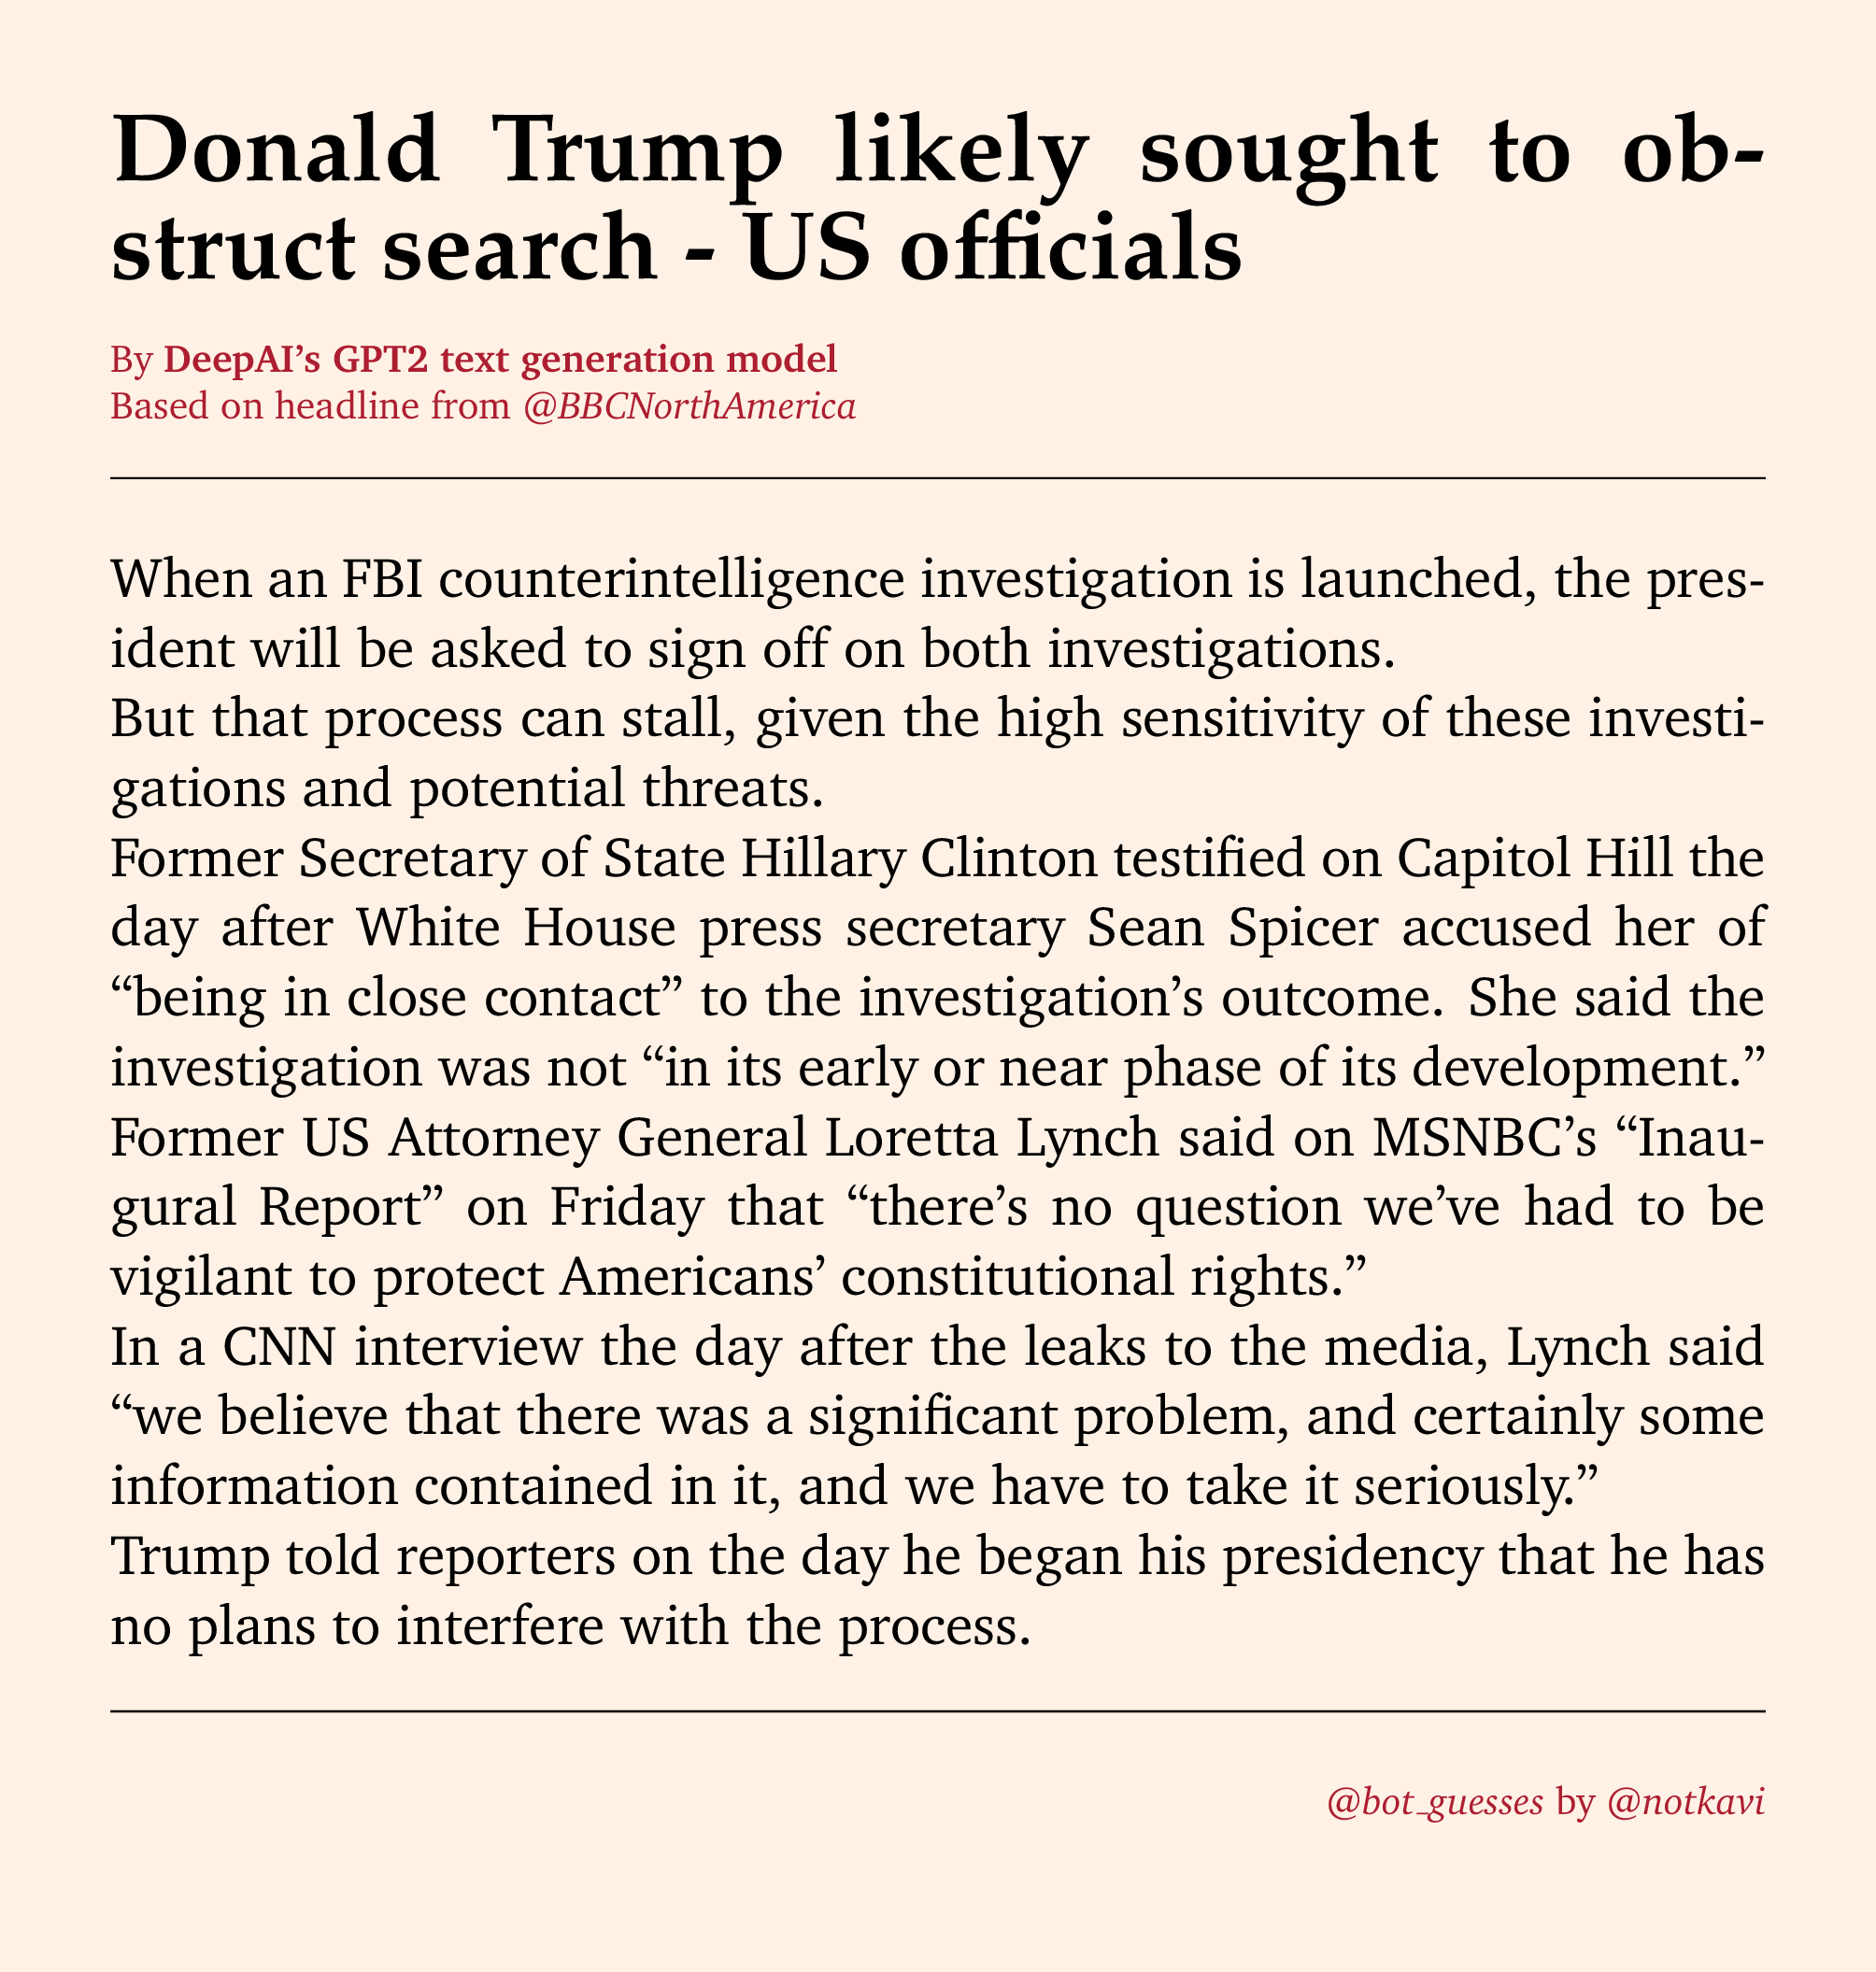 Donald Trump likely sought to ob-
struct search - US officials
By DeepAI’s GPT2 text generation model
Based on headline from @BBCNorthAmerica
When an FBI counterintelligence investigation is launched, the pres-
ident will be asked to sign off on both investigations.
But that process can stall, given the high sensitivity of these investi-
gations and potential threats.
Former Secretary of State Hillary Clinton testified on Capitol Hill the
day after White House press secretary Sean Spicer accused her of
“being in close contact” to the investigation’s outcome. She said the
investigation was not “in its early or near phase of its development.”
Former US Attorney General Loretta Lynch said on MSNBC’s “Inau-
gural Report” on Friday that “there’s no question we’ve had to be
vigilant to protect Americans’ constitutional rights.”
In a CNN interview the day after the leaks to the media, Lynch said
“we believe that there was a significant problem, and certainly some
information contained in it, and we have to take it seriously.”
Trump told reporters on the day he began his presidency that he has
no plans to interfere with the process.
@bot_guesses by @notkavi